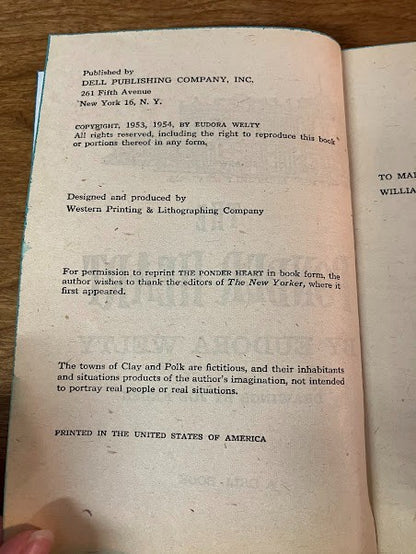 Published by
DELL PUBLISHING COMPANY, INC.
261 Fifth Avenue
New York 16, N. Y.
COPYRIGHT, 1953, 1954, BY EUDORA WELTY
All rights reserved, including the right to reproduce this book
or portions thereof in any form.
Designed and produced by
Western Printing & Lithographing Company
For permission to reprint THE PONDER HEART in book form, the
author wishes to thank the editors of The New Yorker, where it
first appeared.
The towns of Clay and Polk are fictitious, and their inhabitants
and situations products of the author's imagination, not intended
to portray real people or real situations.
PRINTED IN THE UNITED STATES OF AMERICA
TO
WILLIA